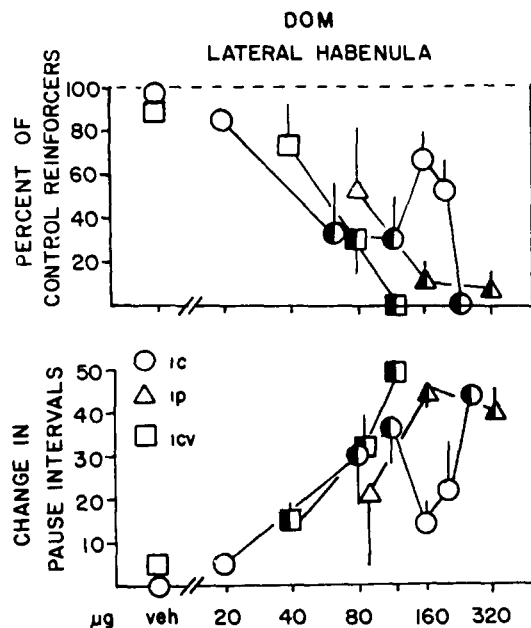 DOM
LATERAL HABENULA
PERCENT OF
CONTROL REINFORCERS
100
80
60
40
20
CHANGE IN
PAUSE INTERVALS
50
40
30
20
10
ic
ip
icv
µg veh 20 40 80 160 320